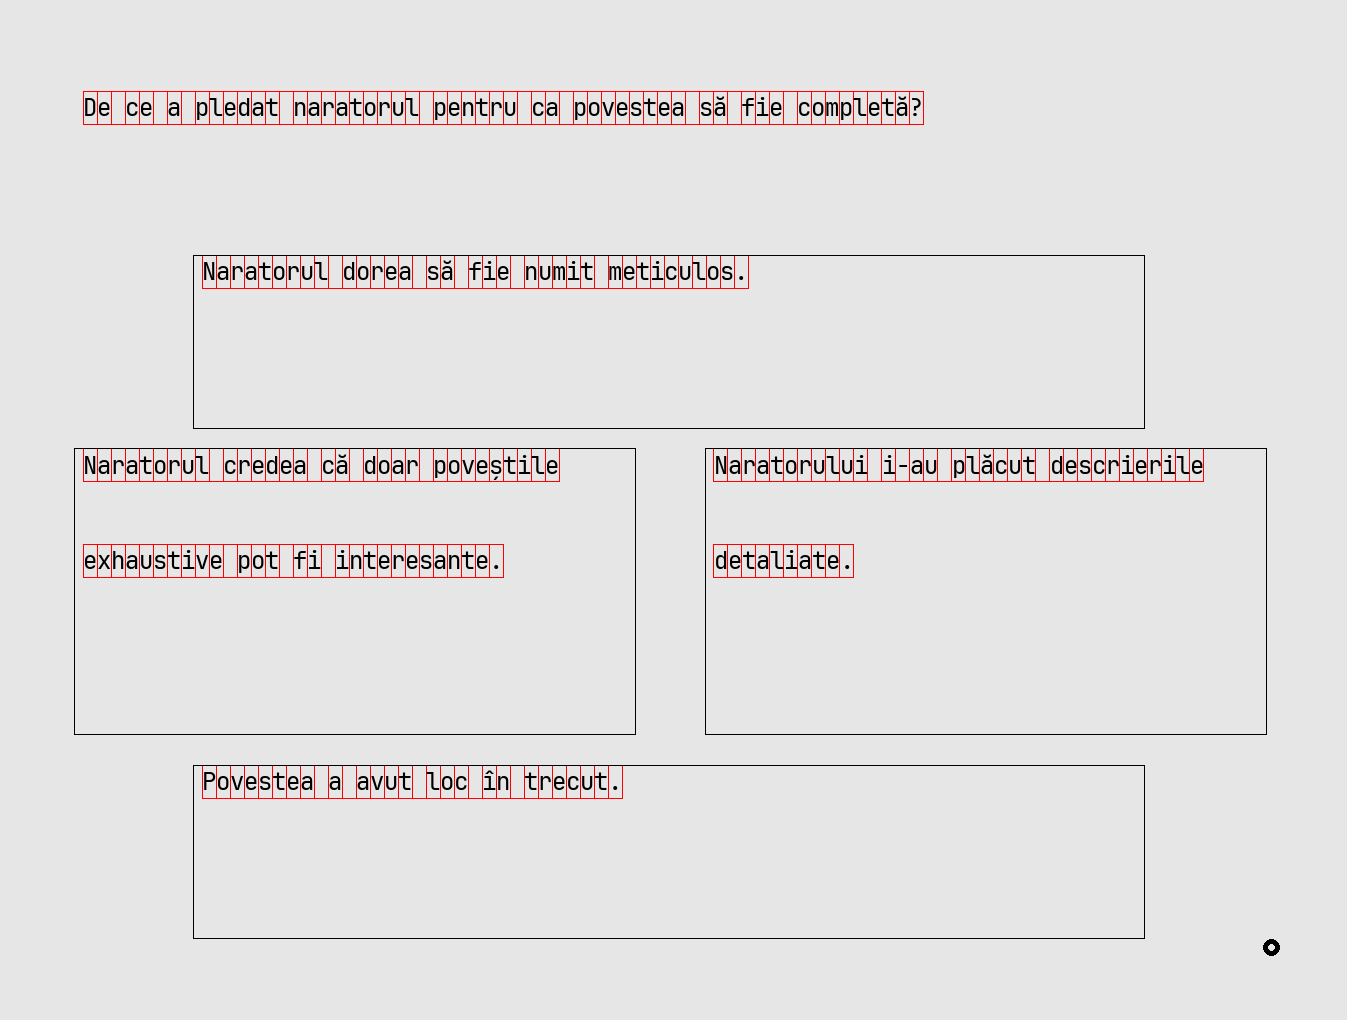 De ce a pledat naratorul pentru ca povestea să fie completă?
Naratorul dorea să fie numit meticulos.
Naratorul credea că doar poveștile
exhaustive pot fi interesante.
Naratorului i-au plăcut descrierile
detaliate.
Povestea a avut loc în trecut.